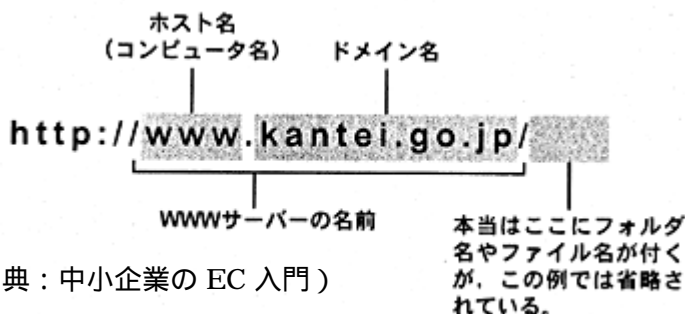 ホスト名
(コンピュータ名)
ドメイン名
http://www.kantei.go.jp/
WWWサーバーの名前
本当はここにフォルダ
名やファイル名が付く
が，この例では省略さ
れている。
典：中小企業の EC 入門）